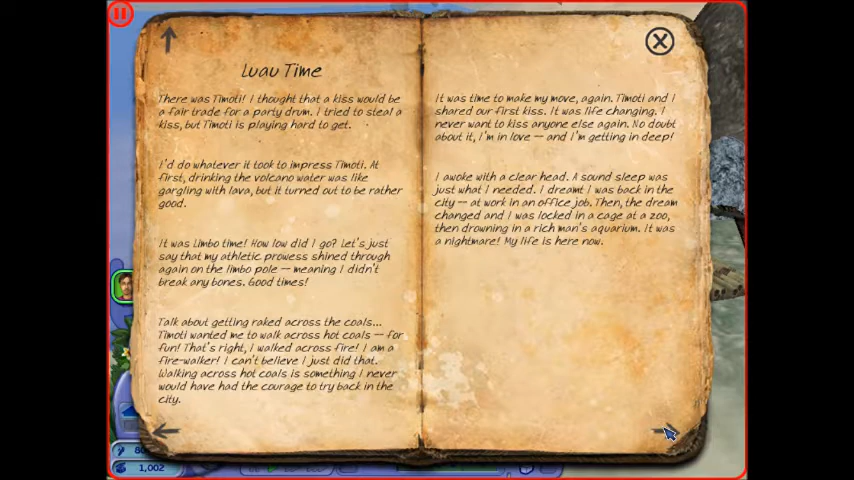 Luau Time
There was Timoti! I thought that a kiss would be
a fair trade for a party drum. I tried to steal a
kiss, but Timoti is playing hard to get.
I'd do whatever it took to impress Timoti. At
first, drinking the volcano water was like
gargling with lava, but it turned out to be rather
good.
It was limbo time! How low did I go? Let's just
say that my athletic prowess shined through
again on the limbo pole — meaning I didn't
break any bones. Good times!
Talk about getting raked across the coals...
Timoti wanted me to walk across hot coals — for
fun! That's right, I walked across fire! I am a
fire-walker! I can't believe I just did that.
Walking across hot coals is something I never
would have had the courage to try back in the
city.
It was time to make my move, again. Timoti and I
shared our first kiss. It was life changing. I
never want to kiss anyone else again. No doubt
about it, I'm in love — and I'm getting in deep!
I awoke with a clear head. A sound sleep was
just what I needed. I dreamt I was back in the
city — at work in an office job. Then, the dream
changed and I was locked in a cage at a zoo,
then drowning in a rich man's aquarium. It was
a nightmare! My life is here now.
1,002